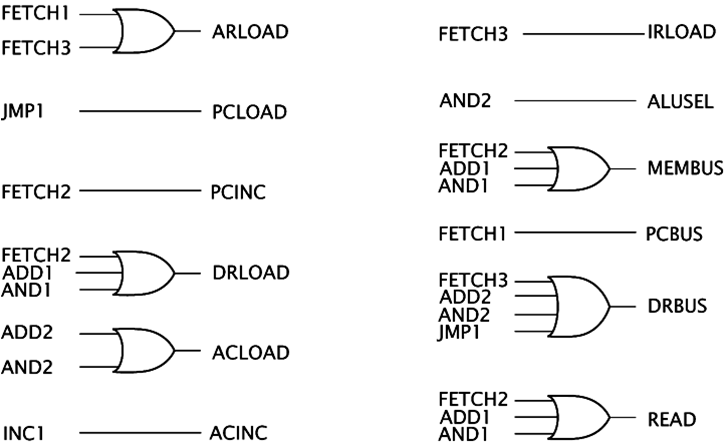 FETCH1
FETCH3
ARLOAD
JMP1
PCLOAD
FETCH2
PCINC
FETCH2
ADD1
AND1
DRLOAD
ADD2
AND2
ACLOAD
INC1
ACINC
FETCH3
IRLOAD
AND2
ALUSEL
FETCH2
ADD1
AND1
MEMBUS
FETCH1
PCBUS
FETCH3
ADD2
AND2
JMP1
DRBUS
FETCH2
ADD1
AND1
READ